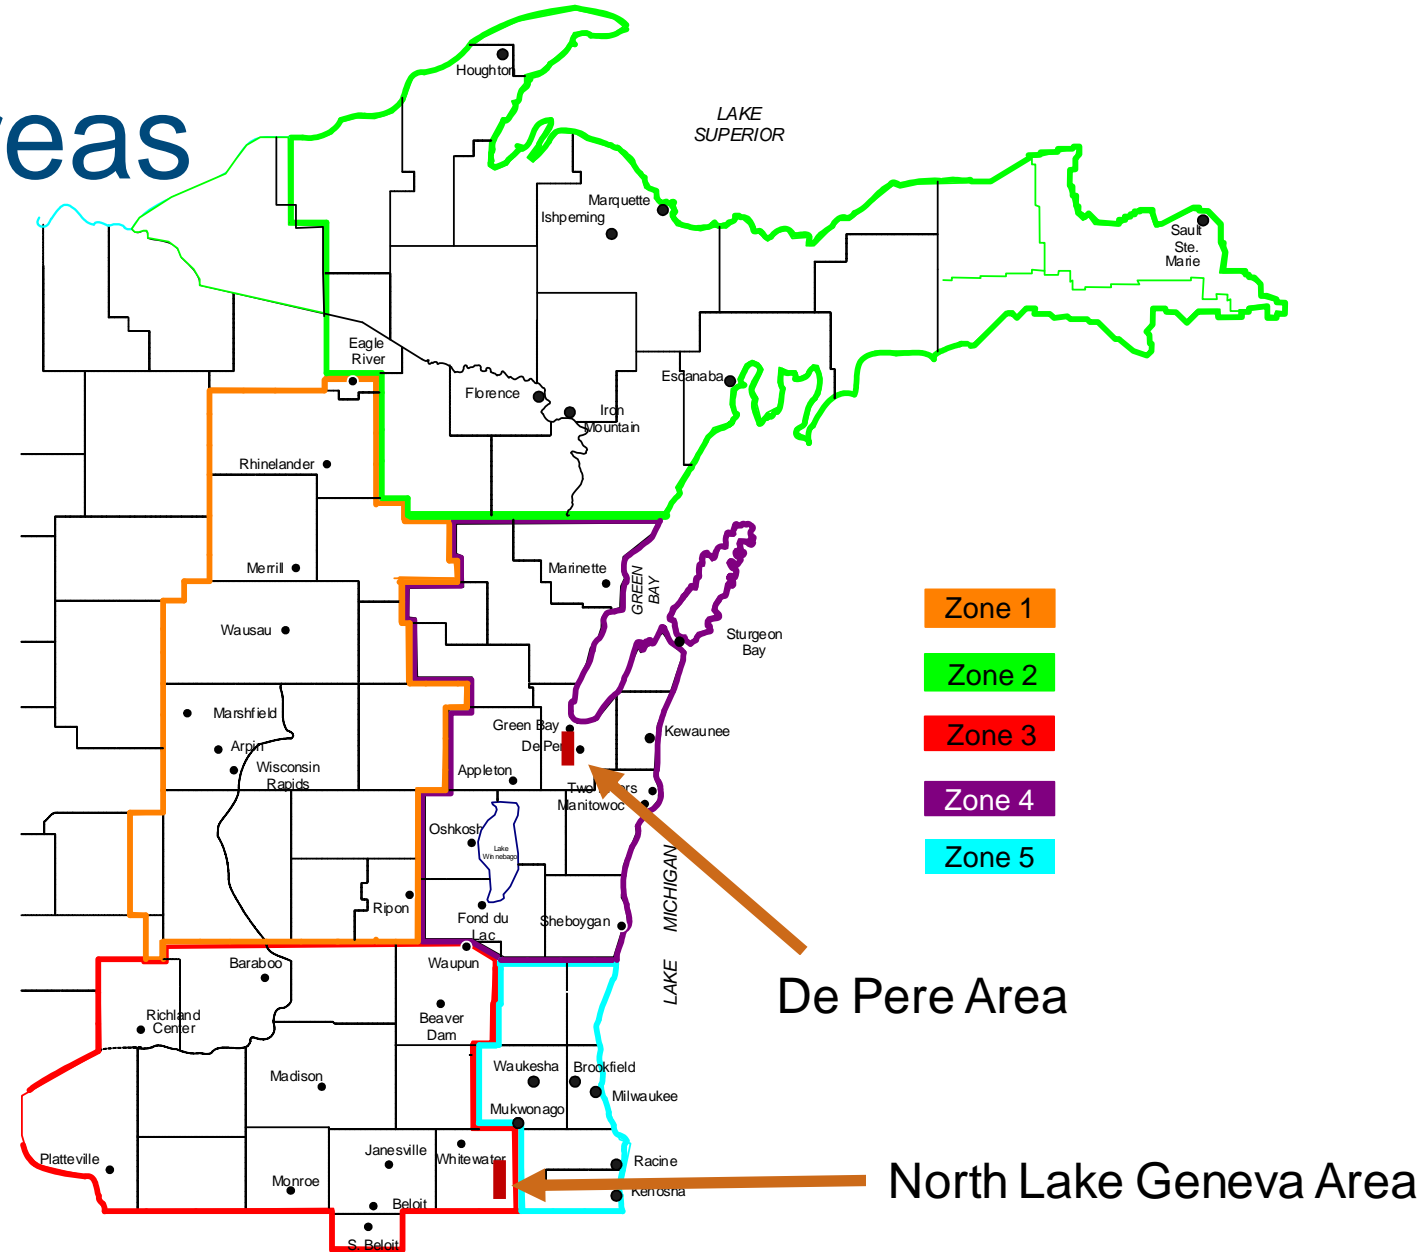 reas
Houghton
LAKE
SUPERIOR
Marquette
Ishpeming
Sault
Ste.
Marie
Eagle
River
Escanaba
Florence
Iron
Mountain
Rhinelander
Merrill
Marinette
GREEN
BAY
Wausau
Sturgeon
Bay
Zone 1
Zone 2
Zone 3
Zone 4
Zone 5
Marshfield
Green Bay
Kewaunee
Arpin
De Per
Wisconsin
Rapids
Appleton
Manitowoc
Oshkosh
Lake
Winnebago
Ripon
Fond du
Lac
Sheboygan
LAKE MICHIGAN
Waupun
Baraboo
De Pere Area
Richland
Center
Beaver
Dam
Madison
Waukesha
Brookfield
Milwaukee
Mukwonago
Platteville
Janesville
Whitewater
Racine
Monroe
Kenosha
North Lake Geneva Area
Beloit
S. Beloit